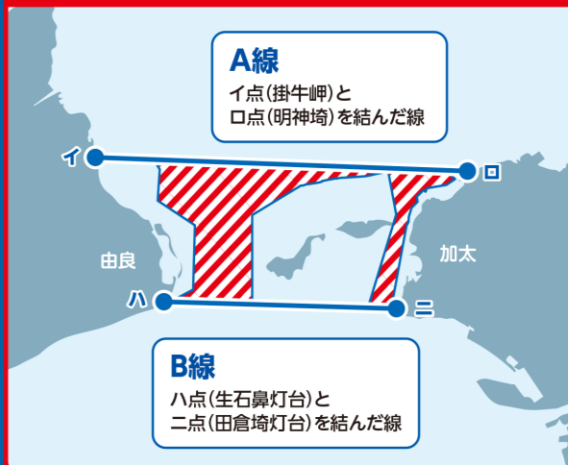 A線
イ点(掛牛岬)と
ロ点(明神埼)を結んだ線
イ
ロ
由良
加太
ハ
ニ
B線
ハ点(生石鼻灯台)と
ニ点(田倉埼灯台)を結んだ線